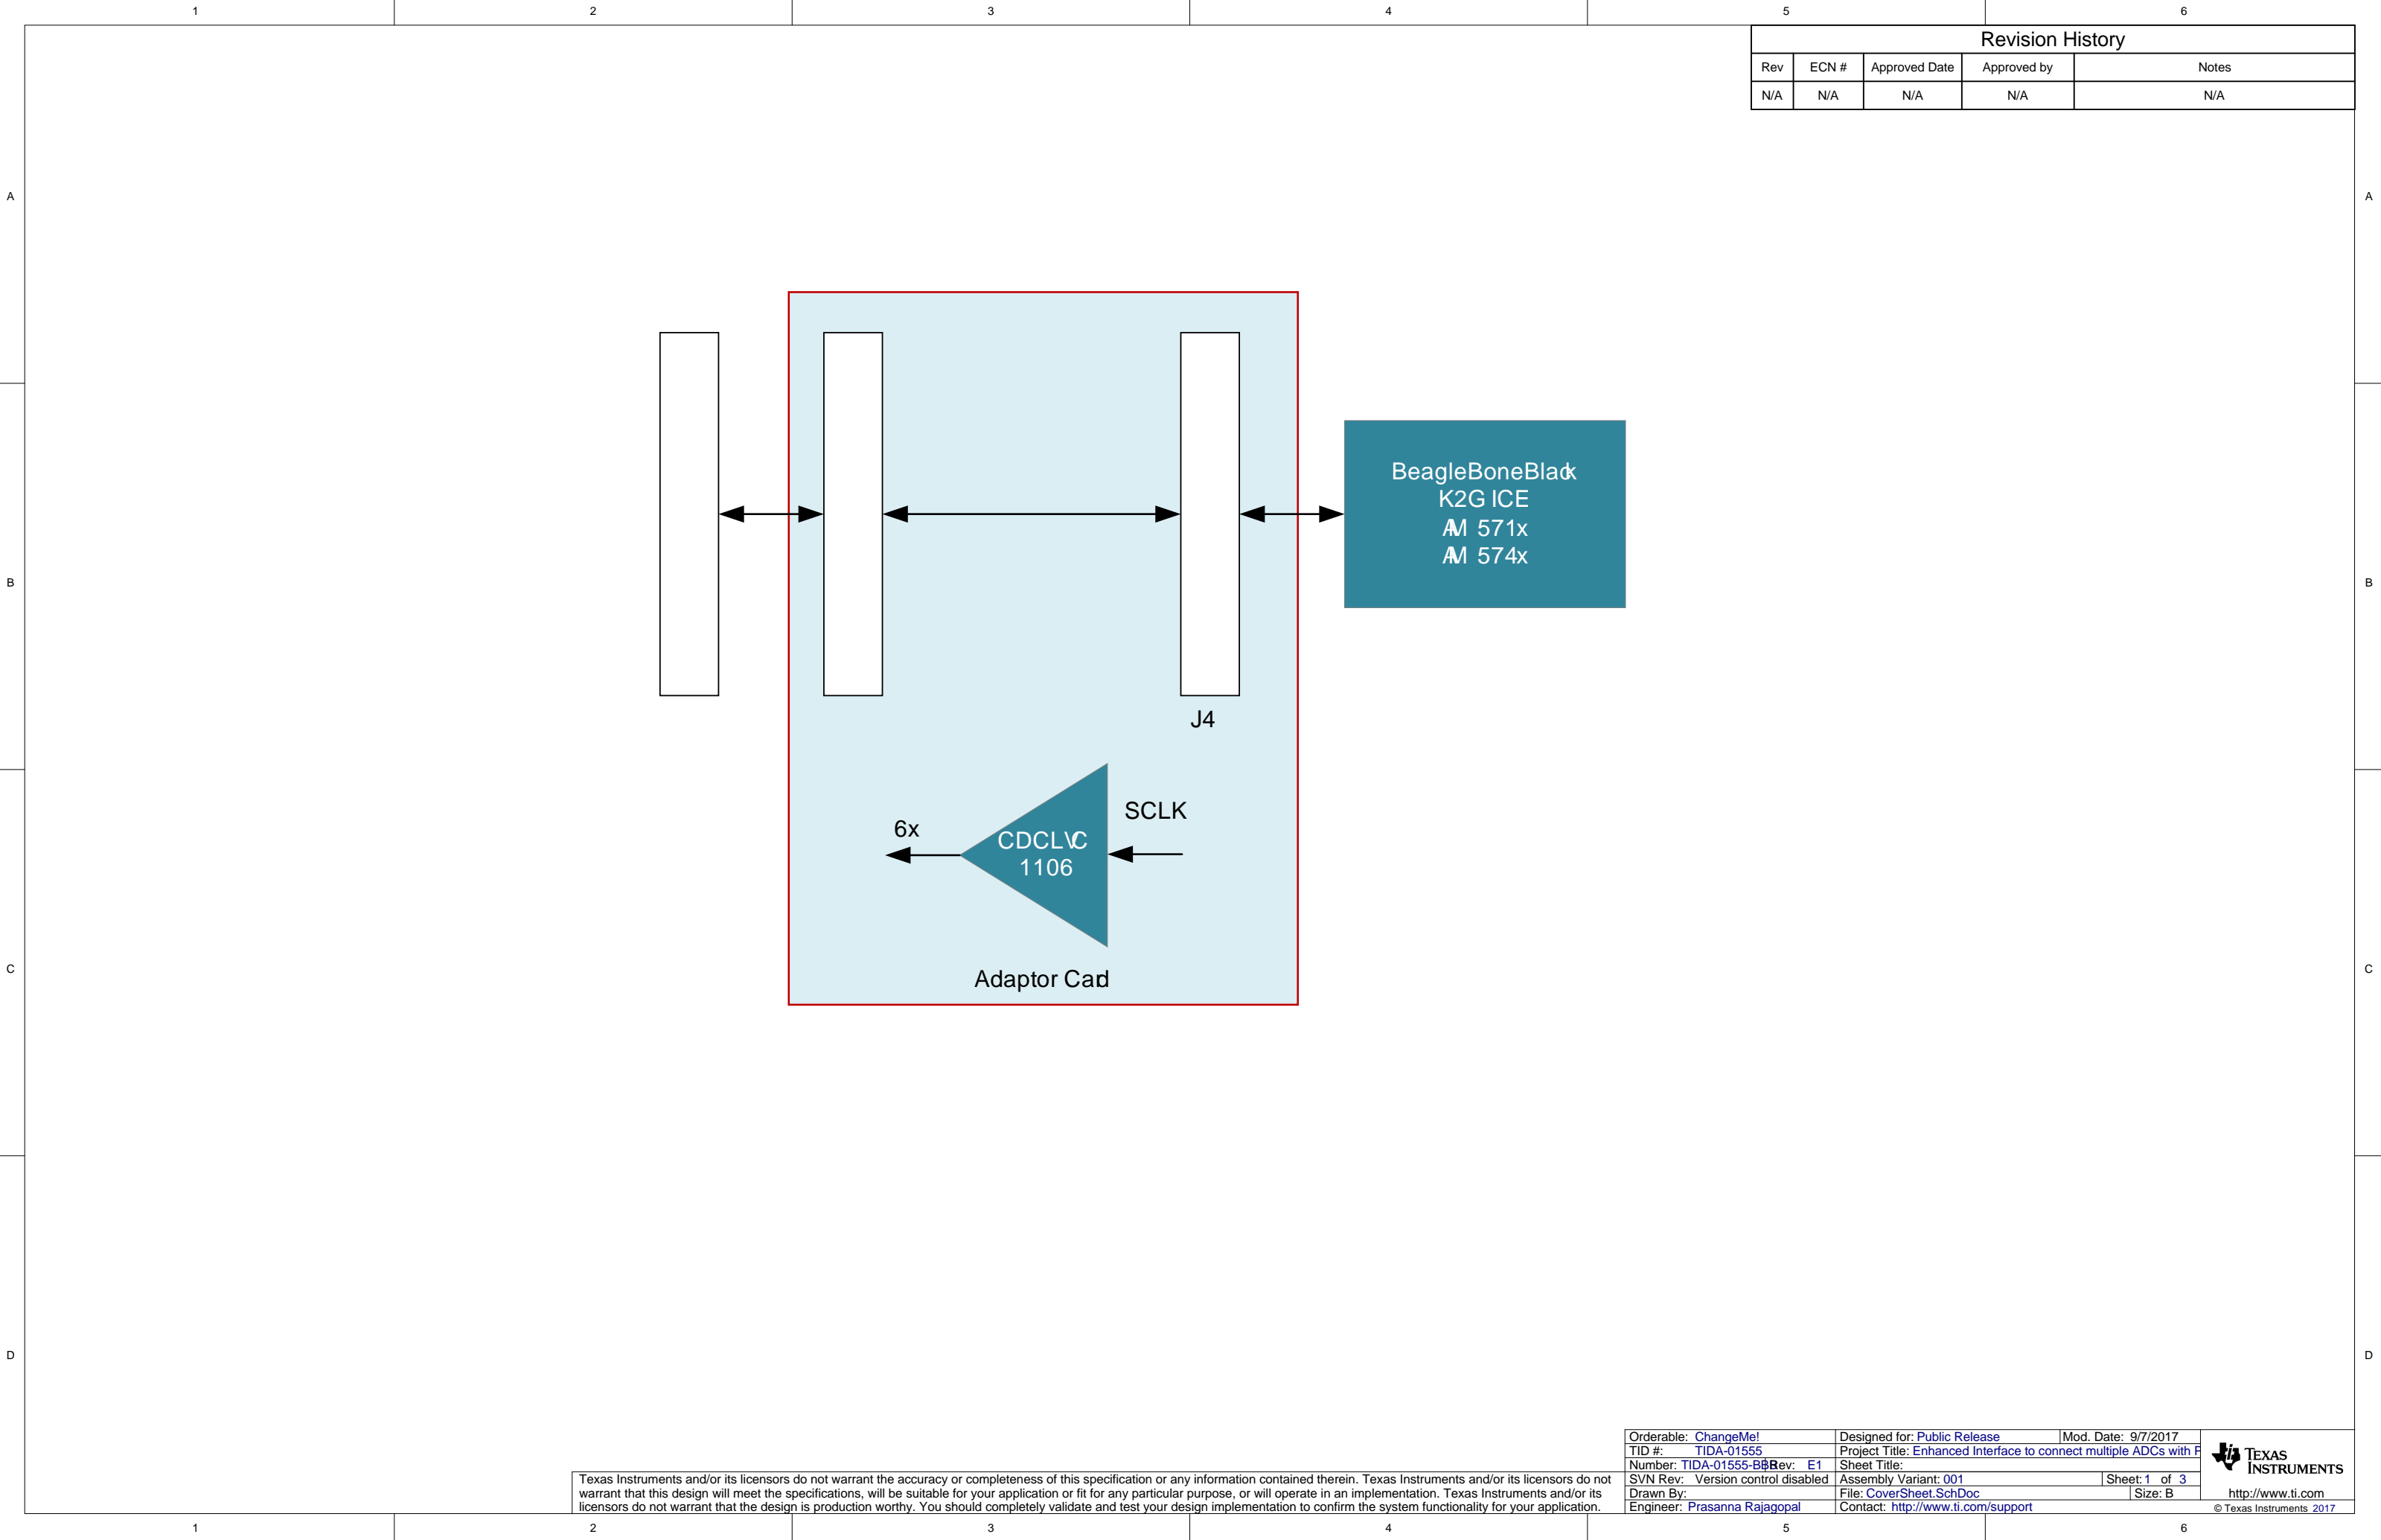 1 2 3 4 5 6
Revision History
Rev ECN # Approved Date Approved by Notes
N/A N/A N/A N/A N/A
A A
BeagleBoneBlack
K2G ICE
AM 571x
AM 574x
B B
J4
SCLK
6x
CDCLVC
1106
C C
Adaptor Card
D D
Orderable: ChangeMe! Designed for: Public Release Mod. Date: 9/7/2017
TID #: TIDA-01555 Project Title: Enhanced Interface to connect multiple ADCs with
Number: TIDA-01555-BBB Rev: E1 Sheet Title:
SVN Rev: Version control disabled Assembly Variant: 001 Sheet: 1 of 3
Drawn By: File: CoverSheet.SchDoc Size: B
Engineer: Prasanna Rajagopal Contact: http://www.ti.com/support
TEXAS
INSTRUMENTS
http://www.ti.com
© Texas Instruments 2017
Texas Instruments and/or its licensors do not warrant the accuracy or completeness of this specification or any information contained therein. Texas Instruments and/or its licensors do not
warrant that this design will meet the specifications, will be suitable for your application or fit for any particular purpose, or will operate in an implementation. Texas Instruments and/or its
licensors do not warrant that the design is production worthy. You should completely validate and test your design implementation to confirm the system functionality for your application.
1 2 3 4 5 6